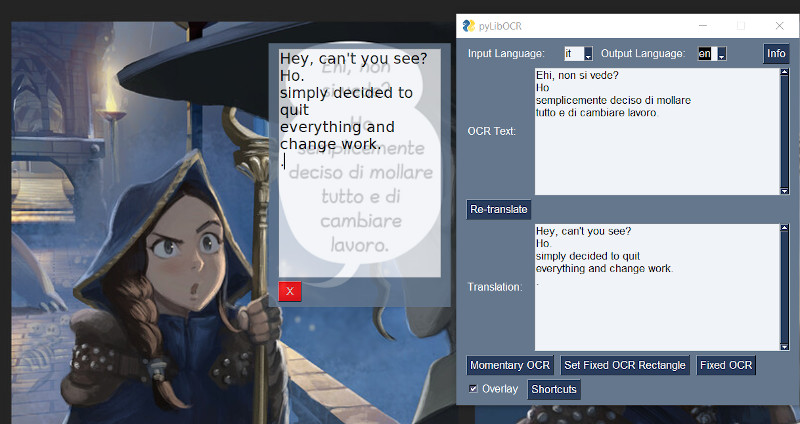 Hey, can't you see?
Ho.
simply decided to
quit
everything and
change work.
.
Ehi, non
si vede?
Ho
semplicemente
deciso di mollare
tutto e di
cambiare
lavoro.
X
pyLibOCR
Input Language: it Output Language: en Info
OCR Text:
Ehi, non si vede?
Ho
semplicemente deciso di mollare
tutto e di cambiare lavoro.
Re-translate
Translation:
Hey, can't you see?
Ho.
simply decided to quit
everything and change work.
.
Momentary OCR Set Fixed OCR Rectangle Fixed OCR
Overlay Shortcuts